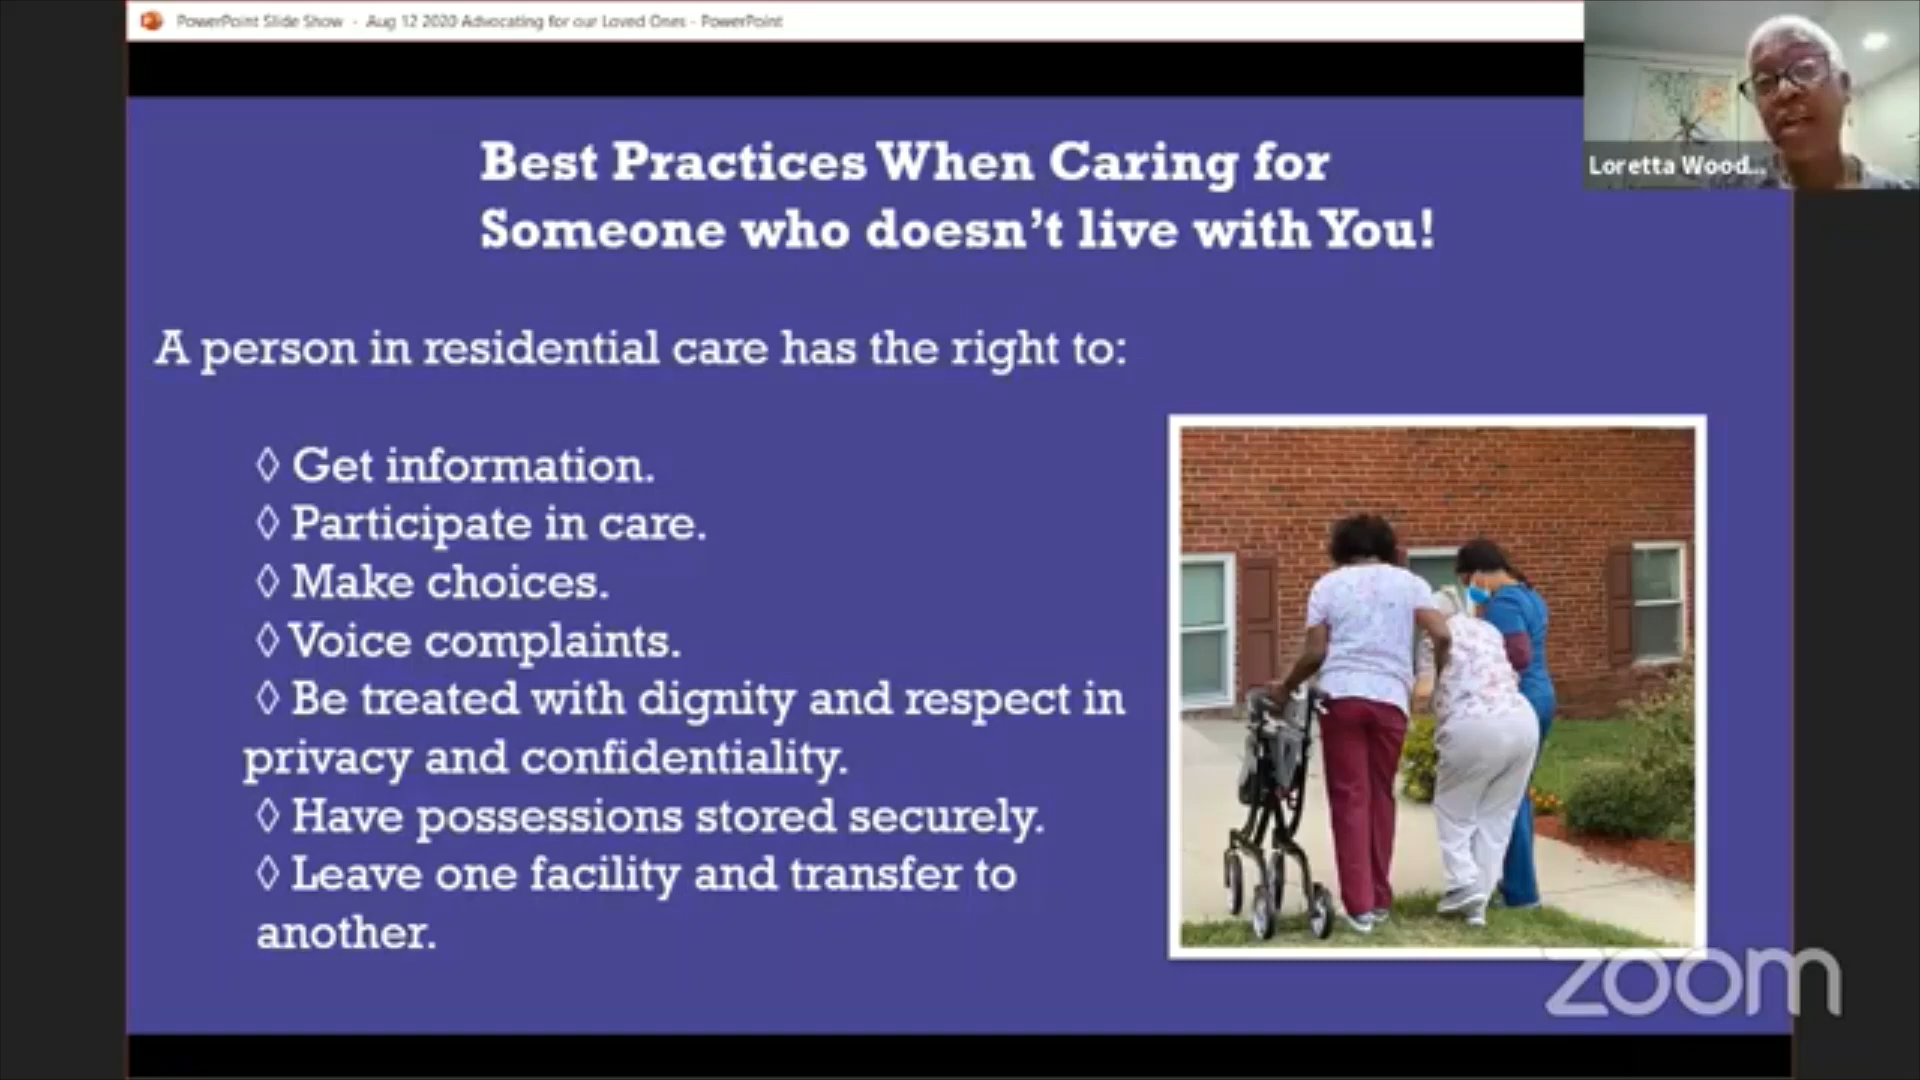 PowerPoint Slide Show - Aug 12 2020 Advocating for our Loved Ones - PowerPoint
Loretta Wood...
Best Practices When Caring for
Someone who doesn't live with You!
A person in residential care has the right to:
◊ Get information.
◊ Participate in care.
◊ Make choices.
◊ Voice complaints.
◊ Be treated with dignity and respect in
privacy and confidentiality.
◊ Have possessions stored securely.
◊ Leave one facility and transfer to
another.
zoom